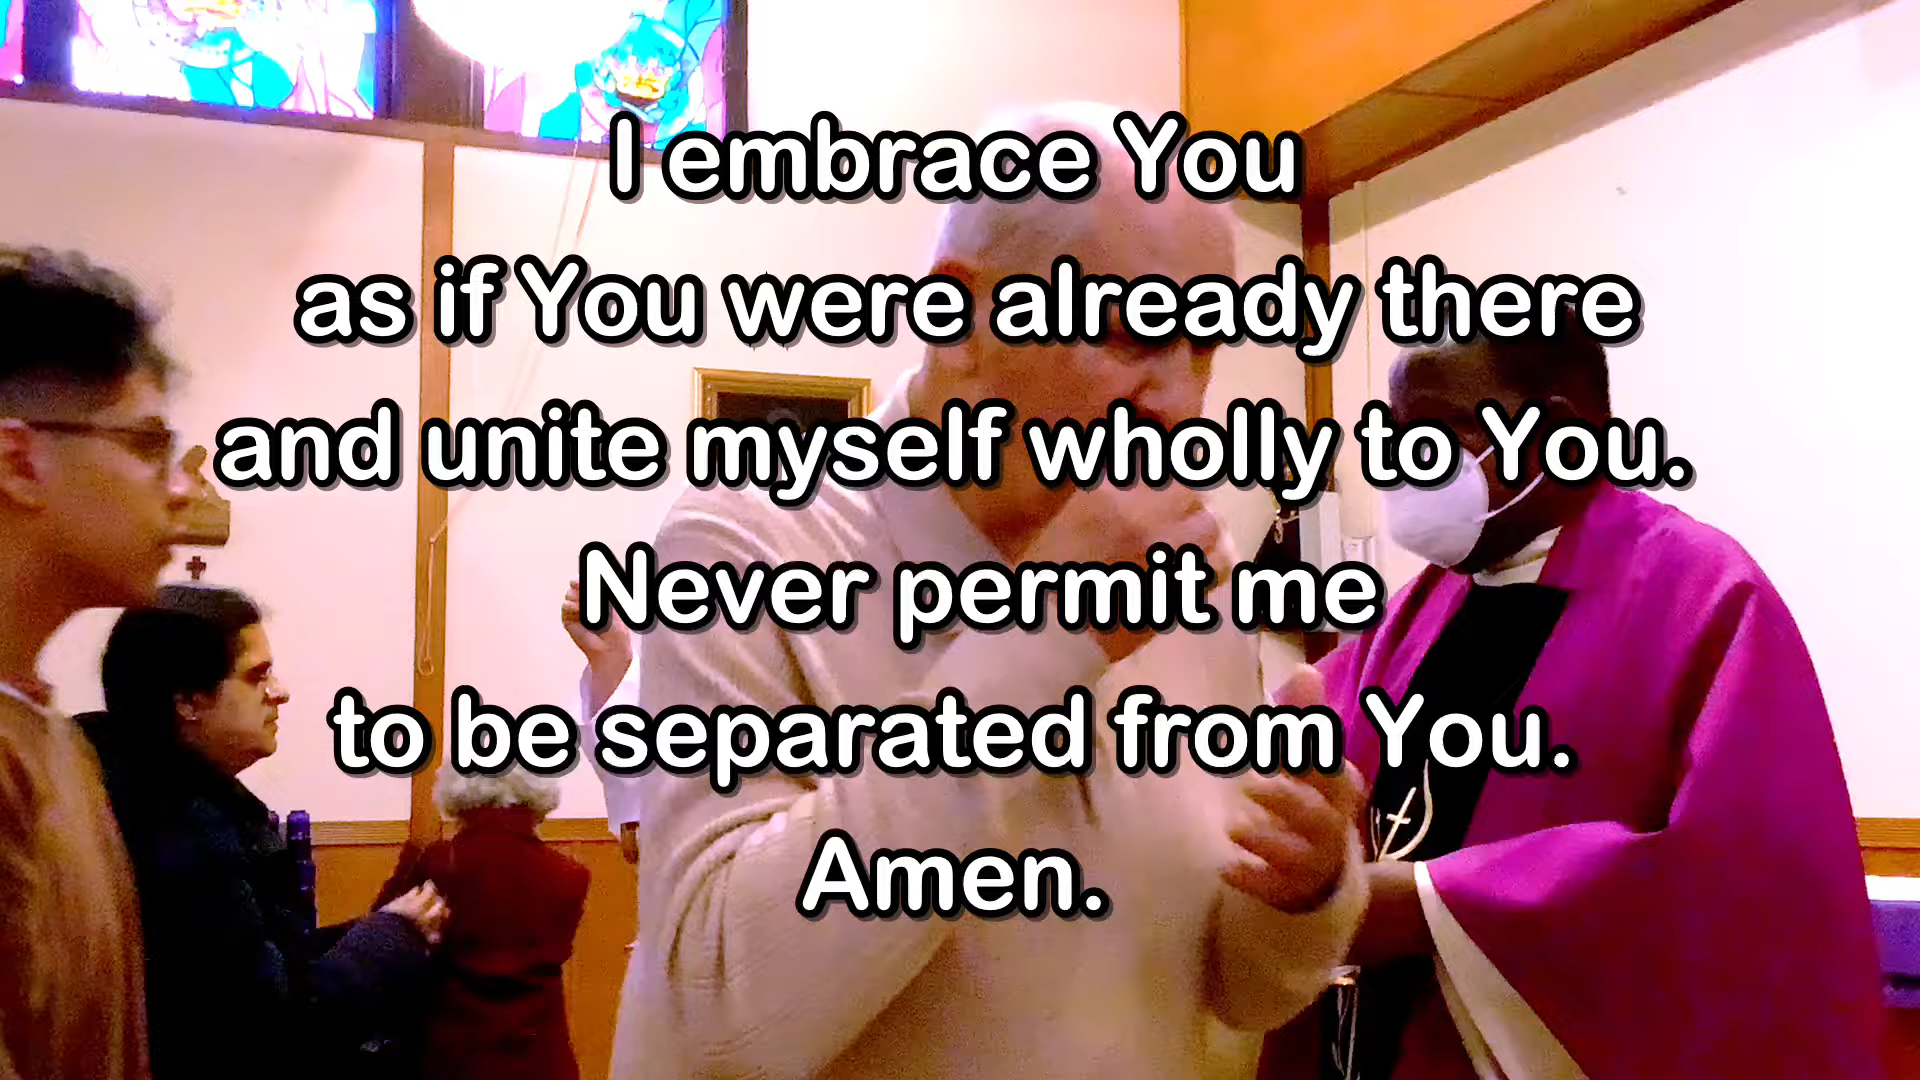 I embrace You
as if You were already there
and unite myself wholly to You.
Never permit me
to be separated from You.
Amen.